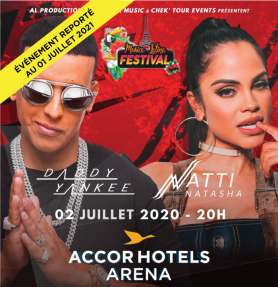 AL PRODUCTION
MUSIC & CHEK' TOUR EVENTS PRÉSENTENT
ÉVÉNEMENT REPORTÉ
AU 01 JUILLET 2021
FESTIVAL
DADDY
YANKEE
NATTI
NATASHA
02 JUILLET 2020 - 20H
ACCOR HOTELS
ARENA